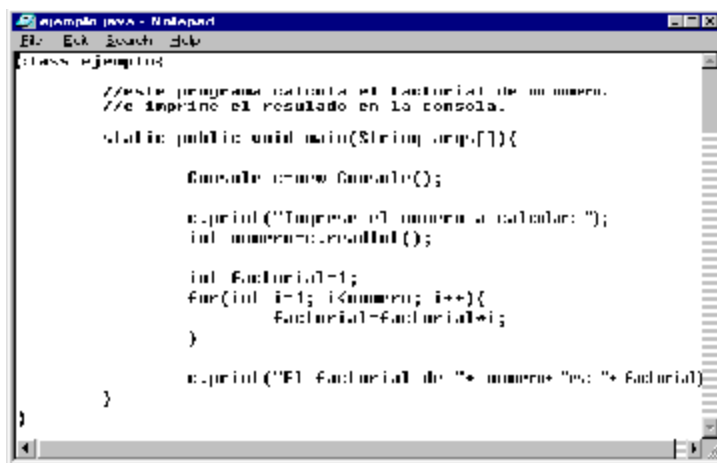 ejemplo java - Notepad
File Edit Search Help
class ejemplo{
//este programa calcula el factorial de un numero.
//e imprime el resulado en la consola.
static public void main(String args[]){
Console c=new Console();
c.print("Ingrese el numero a calcular ");
int numero=c.readInt();
int factorial=1;
for(int i=1; i<numero; i++){
factorial=factorial*i;
}
c.print("El factorial de "+ numero+ "es: "+ factorial)
}
}